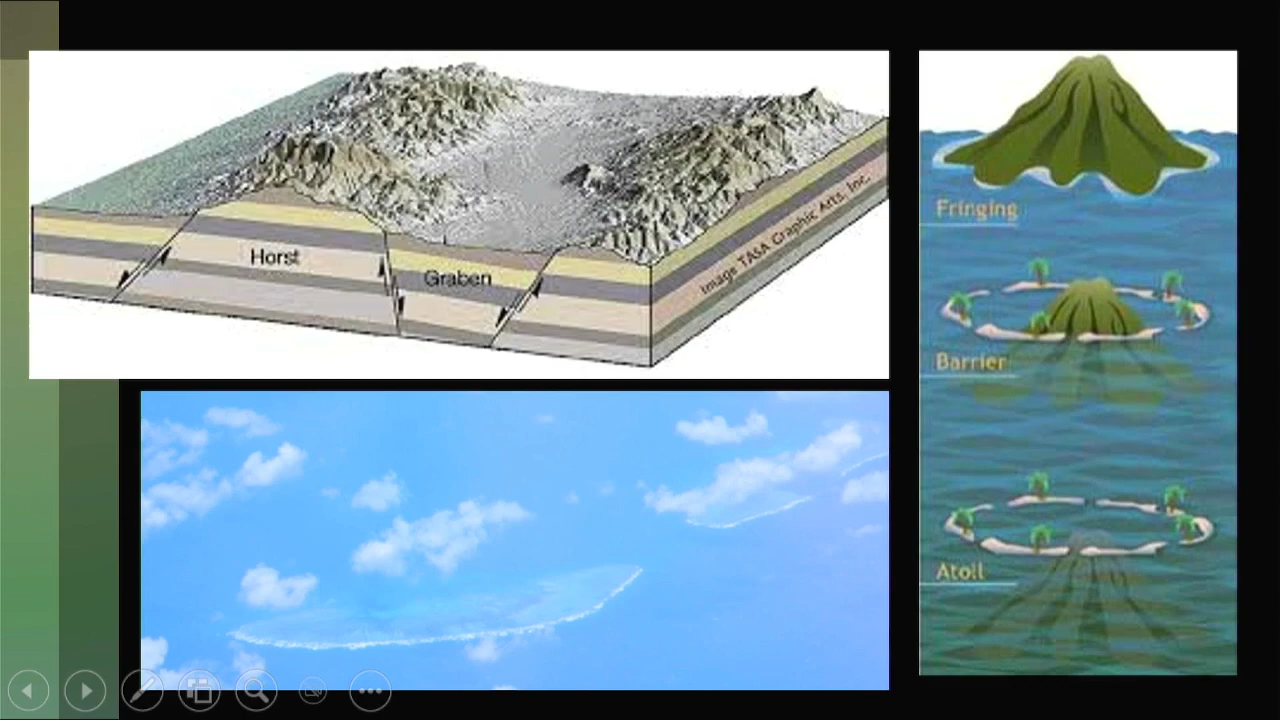 Horst
Graben
Image TASA Graphic Arts, Inc.
Fringing
Barrier
Atoll